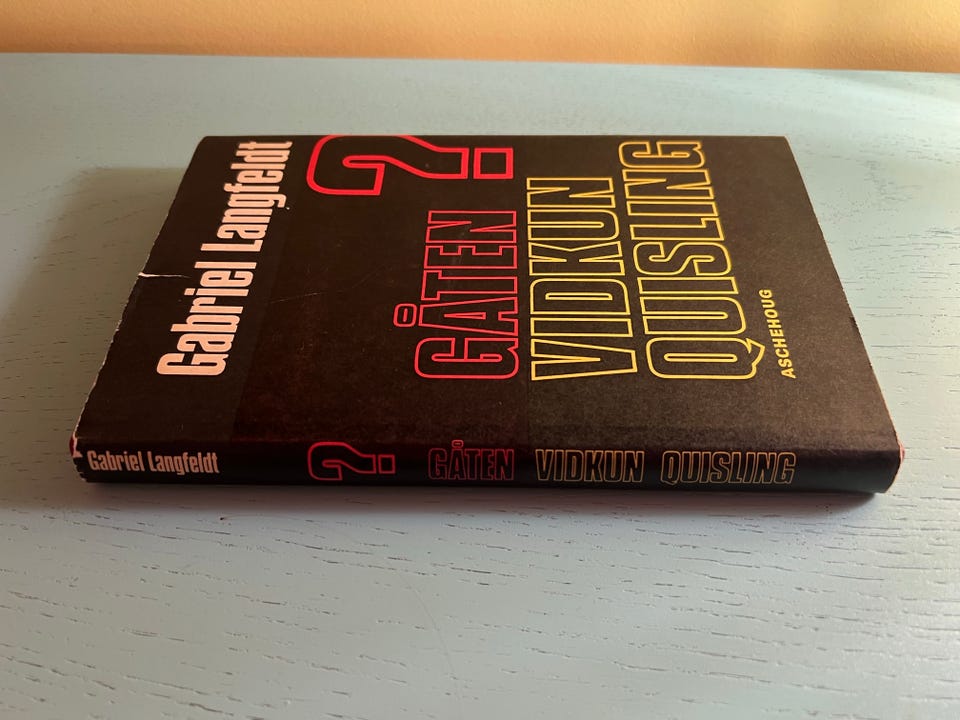 Gabriel Langfeldt
?
GÅTEN
VIDKUN
QUISLING
ASCHEHOUG
Gabriel Langfeldt ? GÅTEN VIDKUN QUISLING